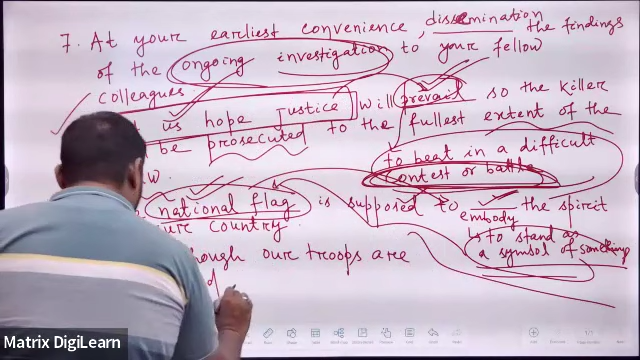 7. At your earliest convenience, dissemination the findings
of the ongoing investigation to your fellow
colleagues
us hope justice will prevail so the killer
be prosecuted to the fullest extent of the
to beat in a difficult
contest or battle
national flag is supposed to embody the spirit
country
is to stand as
a symbol of something
our troops are
Matrix DigiLearn